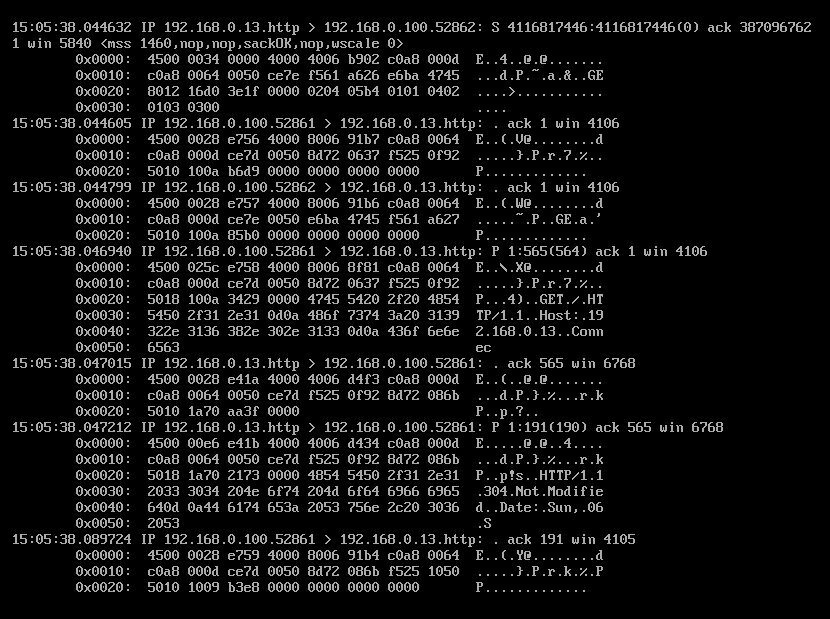 15:05:38.044632 IP 192.168.0.13.http > 192.168.0.100.52862: S 4116817446:4116817446(0) ack 387096762
1 win 5840 <mss 1460,nop,nop,sackOK,nop,wscale 0>
0x0000: 4500 0034 0000 4000 4006 b902 c0a8 000d E..4..@.@.......
0x0010: c0a8 0064 0050 ce7e f561 a626 e6ba 4745 ...d.P.~.a.&..GE
0x0020: 8012 16d0 3e1f 0000 0204 05b4 0101 0402 ....>...........
0x0030: 0103 0300 ....
15:05:38.044605 IP 192.168.0.100.52861 > 192.168.0.13.http: . ack 1 win 4106
0x0000: 4500 0028 e756 4000 8006 91b7 c0a8 0064 E..(.V@........d
0x0010: c0a8 000d ce7d 0050 8d72 0637 f525 0f92 .....}.P.r.7.%..
0x0020: 5010 100a b6d9 0000 0000 0000 0000 P.............
15:05:38.044799 IP 192.168.0.100.52862 > 192.168.0.13.http: . ack 1 win 4106
0x0000: 4500 0028 e757 4000 8006 91b6 c0a8 0064 E..(.W@........d
0x0010: c0a8 000d ce7e 0050 e6ba 4745 f561 a627 .....~.P..GE.a.'
0x0020: 5010 100a 85b0 0000 0000 0000 0000 P.............
15:05:38.046940 IP 192.168.0.100.52861 > 192.168.0.13.http: P 1:565(564) ack 1 win 4106
0x0000: 4500 025c e758 4000 8006 8f81 c0a8 0064 E..\.X@........d
0x0010: c0a8 000d ce7d 0050 8d72 0637 f525 0f92 .....}.P.r.7.%..
0x0020: 5018 100a 3429 0000 4745 5420 2f20 4854 P...4)..GET./.HT
0x0030: 5450 2f31 2e31 0d0a 486f 7374 3a20 3139 TP/1.1..Host:.19
0x0040: 322e 3136 382e 302e 3133 0d0a 436f 6e6e 2.168.0.13..Conn
0x0050: 6563 ec
15:05:38.047015 IP 192.168.0.13.http > 192.168.0.100.52861: . ack 565 win 6768
0x0000: 4500 0028 e41a 4000 4006 d4f3 c0a8 000d E..(..@.@.......
0x0010: c0a8 0064 0050 ce7d f525 0f92 8d72 086b ...d.P.}.%...r.k
0x0020: 5010 1a70 aa3f 0000 P..p.?..
15:05:38.047212 IP 192.168.0.13.http > 192.168.0.100.52861: P 1:191(190) ack 565 win 6768
0x0000: 4500 00e6 e41b 4000 4006 d434 c0a8 000d E.....@.@..4....
0x0010: c0a8 0064 0050 ce7d f525 0f92 8d72 086b ...d.P.}.%...r.k
0x0020: 5018 1a70 2173 0000 4854 5450 2f31 2e31 P..p!s..HTTP/1.1
0x0030: 2033 3034 204e 6f74 204d 6f64 6966 6965 .304.Not.Modifie
0x0040: 640d 0a44 6174 653a 2053 756e 2c20 3036 d..Date:.Sun,.06
0x0050: 2053 .S
15:05:38.089724 IP 192.168.0.100.52861 > 192.168.0.13.http: . ack 191 win 4105
0x0000: 4500 0028 e759 4000 8006 91b4 c0a8 0064 E..(.Y@........d
0x0010: c0a8 000d ce7d 0050 8d72 086b f525 1050 .....}.P.r.k.%.P
0x0020: 5010 1009 b3e8 0000 0000 0000 0000 P.............